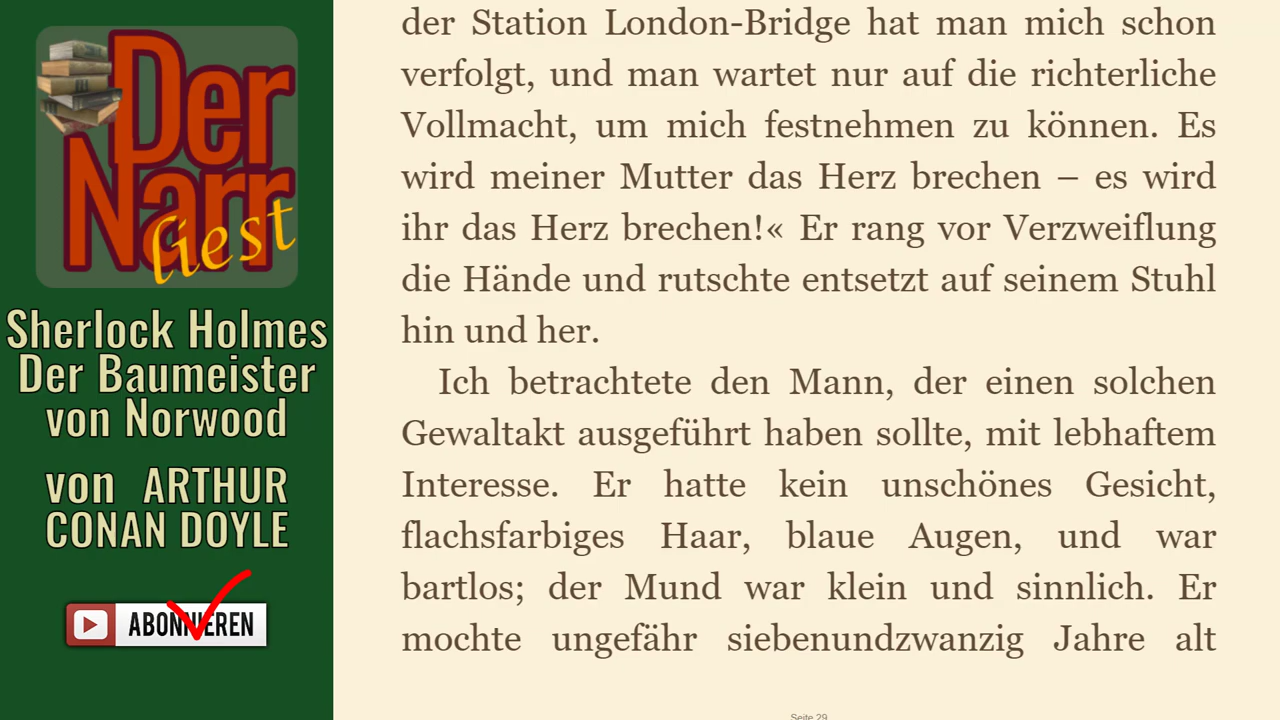 Der
Narr
liest
Sherlock Holmes
Der Baumeister
von Norwood
von ARTHUR
CONAN DOYLE
ABONNIEREN
der Station London-Bridge hat man mich schon
verfolgt, und man wartet nur auf die richterliche
Vollmacht, um mich festnehmen zu können. Es
wird meiner Mutter das Herz brechen – es wird
ihr das Herz brechen!« Er rang vor Verzweiflung
die Hände und rutschte entsetzt auf seinem Stuhl
hin und her.
Ich betrachtete den Mann, der einen solchen
Gewaltakt ausgeführt haben sollte, mit lebhaftem
Interesse. Er hatte kein unschönes Gesicht,
flachsfarbiges Haar, blaue Augen, und war
bartlos; der Mund war klein und sinnlich. Er
mochte ungefähr siebenundzwanzig Jahre alt
Seite 29